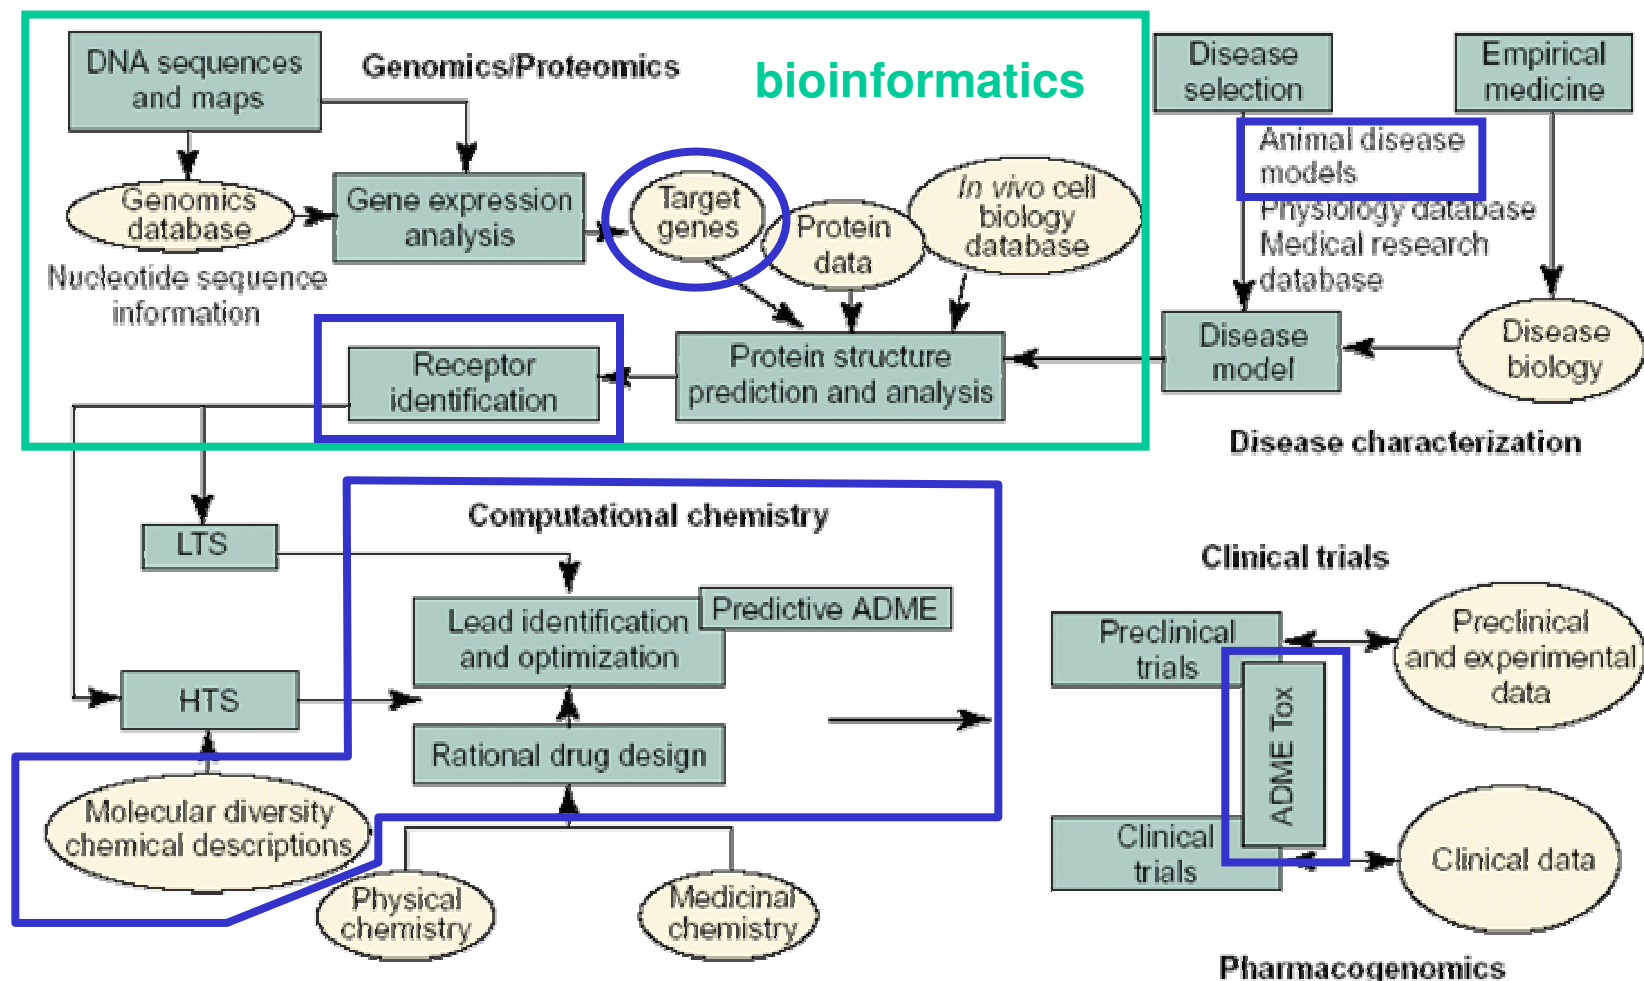 DNA sequences
and maps
Genomics/Proteomics
bioinformatics
Genomics
database
Nucleotide sequence
information
Gene expression
analysis
Target
genes
Protein
data
In vivo cell
biology
database
Receptor
identification
Protein structure
prediction and analysis
Disease
selection
Empirical
medicine
Animal disease
models
Physiology database
Medical research
database
Disease
model
Disease
biology
Disease characterization
LTS
HTS
Computational chemistry
Lead identification
and optimization
Predictive ADME
Rational drug design
Molecular diversity
chemical descriptions
Physical
chemistry
Medicinal
chemistry
Clinical trials
Preclinical
trials
Preclinical
and experimental
data
ADME Tox
Clinical
trials
Clinical data
Pharmacogenomics